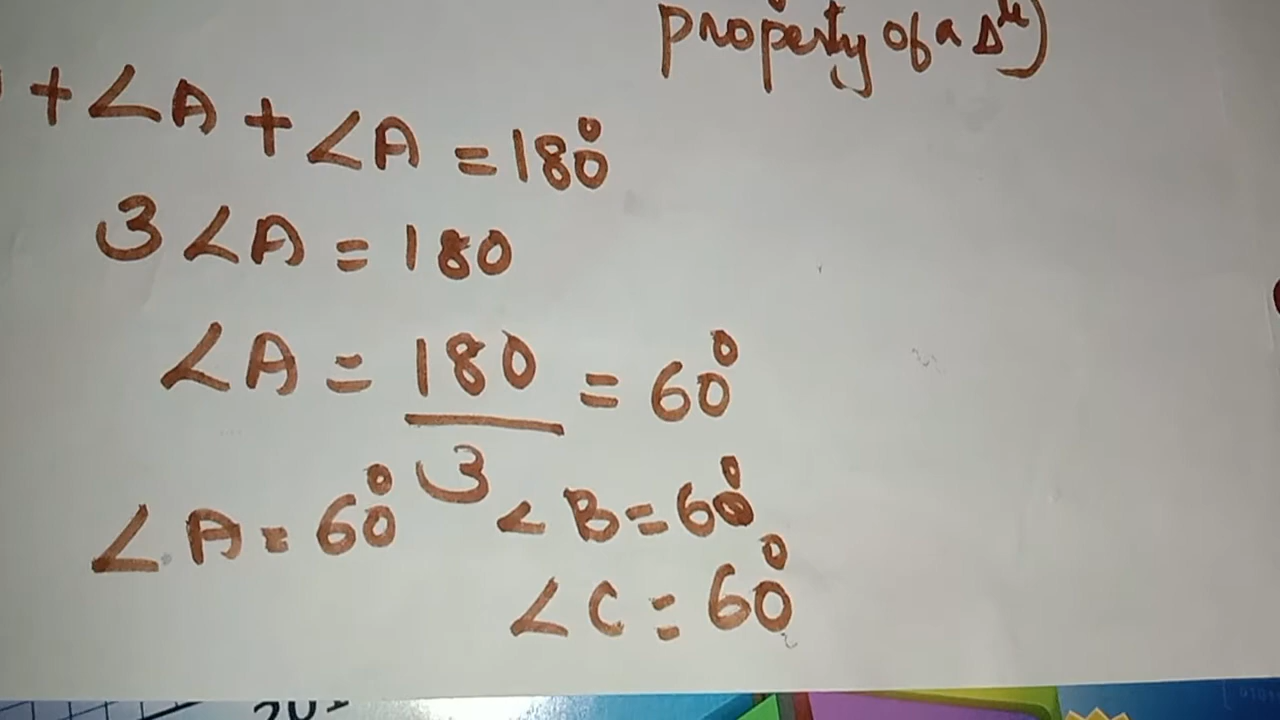 property of a Δle)
+ ∠A + ∠A = 180°
3∠A = 180
∠A = 180/3 = 60°
∠A = 60° ∠B = 60°
∠C = 60°